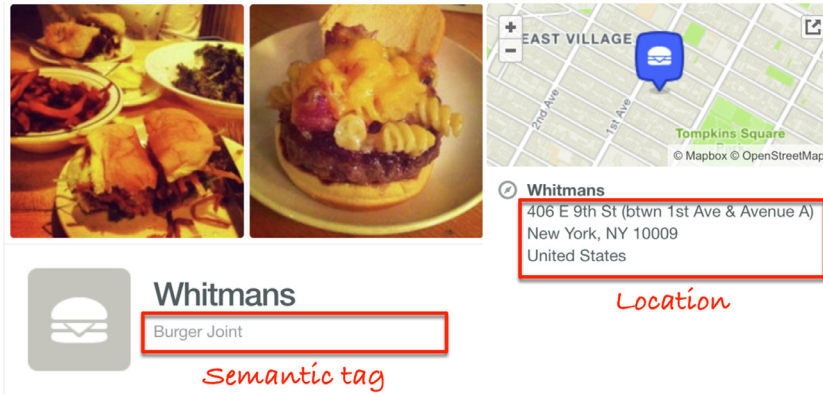 EAST VILLAGE
2nd Ave
1st Ave
Tompkins Square
© Mapbox © OpenStreetMap
Whitmans
406 E 9th St (btwn 1st Ave & Avenue A)
New York, NY 10009
United States
Location
Whitmans
Burger Joint
Semantic tag